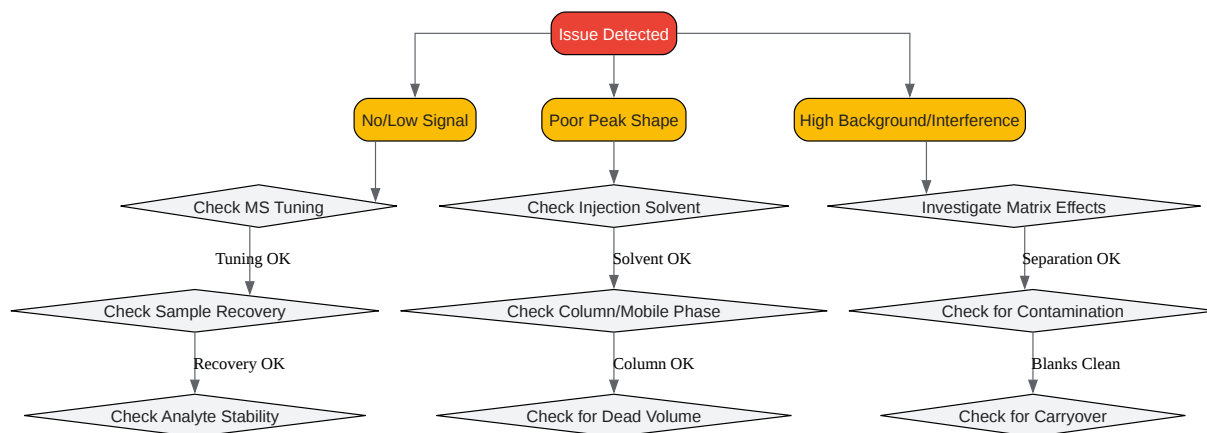 Issue Detected
No/Low Signal
Poor Peak Shape
High Background/Interference
Check MS Tuning
Check Injection Solvent
Investigate Matrix Effects
Tuning OK
Solvent OK
Separation OK
Check Sample Recovery
Check Column/Mobile Phase
Check for Contamination
Recovery OK
Column OK
Blanks Clean
Check Analyte Stability
Check for Dead Volume
Check for Carryover